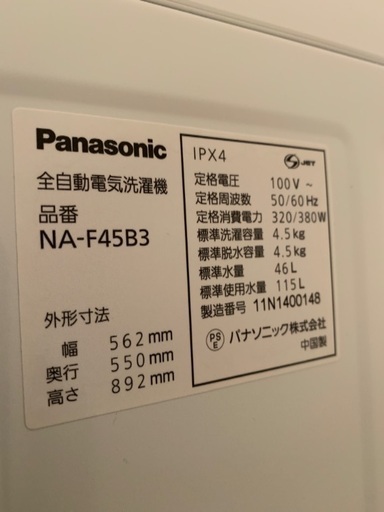 Panasonic
全自動電気洗濯機
品番
NA-F45B3
外形寸法
幅 562mm
奥行 550mm
高さ 892mm
IPX4
JET
定格電圧 100V ~
定格周波数 50/60Hz
定格消費電力 320/380W
標準洗濯容量 4.5kg
標準脱水容量 4.5kg
標準水量 46L
標準使用水量 115L
製造番号 11N1400148
PS
E
パナソニック株式会社
中国製